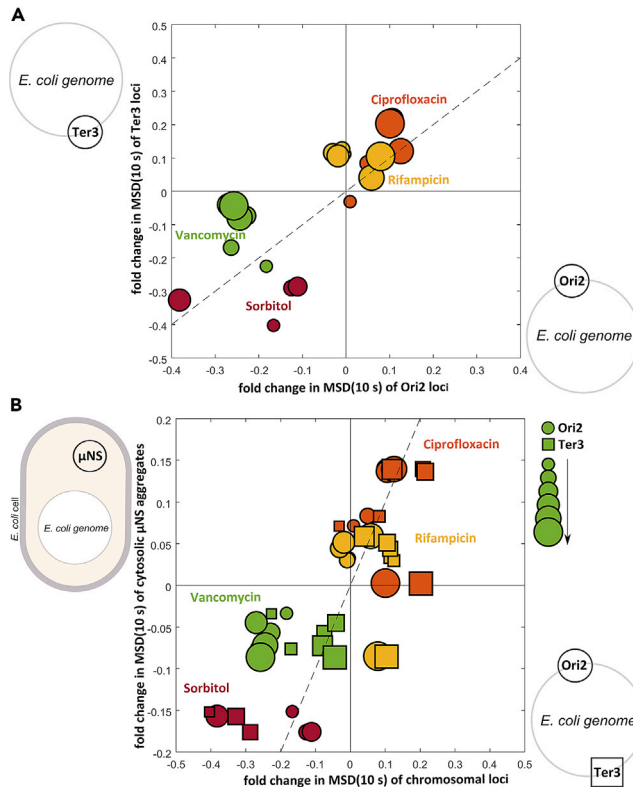 A
E. coli genome
Ter3
fold change in MSD(10 s) of Ter3 loci
0.5
0.4
0.3
0.2
0.1
0
-0.1
-0.2
-0.3
-0.4
-0.5
Ciprofloxacin
Rifampicin
Vancomycin
Sorbitol
-0.4 -0.3 -0.2 -0.1 0 0.1 0.2 0.3 0.4
fold change in MSD(10 s) of Ori2 loci
Ori2
E. coli genome
B
E. coli cell
µNS
E. coli genome
fold change in MSD(10 s) of cytosolic µNS aggregates
0.2
0.15
0.1
0.05
0
-0.05
-0.1
-0.15
-0.2
Ciprofloxacin
Rifampicin
Vancomycin
Sorbitol
-0.5 -0.4 -0.3 -0.2 -0.1 0 0.1 0.2 0.3 0.4 0.5
fold change in MSD(10 s) of chromosomal loci
Ori2
Ter3
Ori2
E. coli genome
Ter3